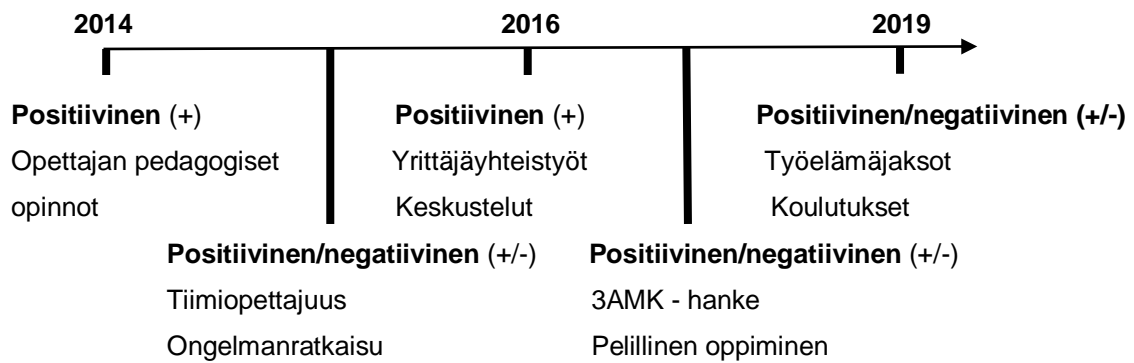 2014 2016 2019
Positiivinen (+) Positiivinen (+) Positiivinen/negatiivinen (+/-)
Opettajan pedagogiset Yrittäjäyhteistyöt Työelämäjaksot
opinnot Keskustelut Koulutukset
Positiivinen/negatiivinen (+/-) Positiivinen/negatiivinen (+/-)
Tiimiopettajuus 3AMK - hanke
Ongelmanratkaisu Pelillinen oppiminen